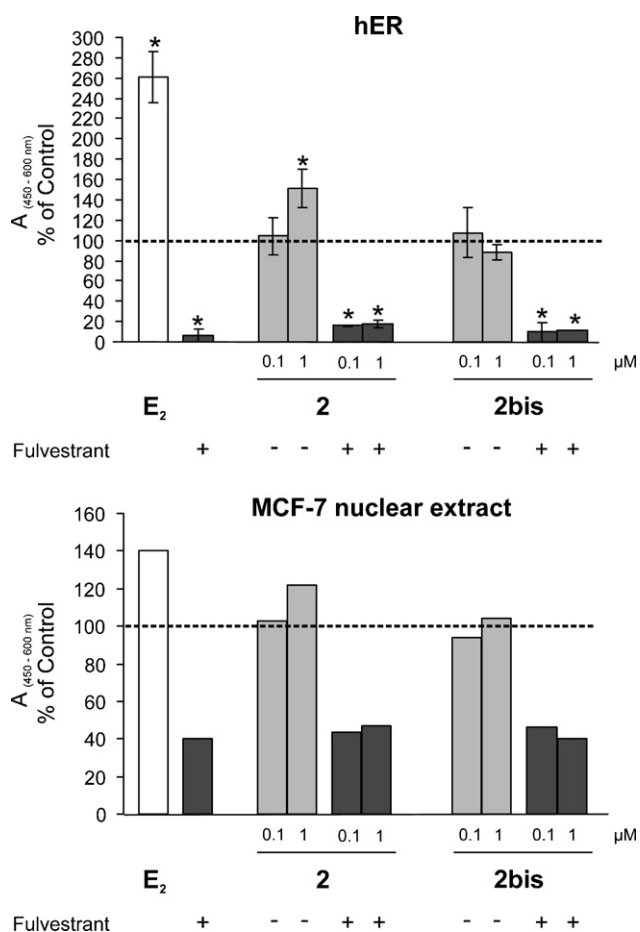 hER
A (450 - 600 nm)
% of Control
300
280
260
240
220
200
180
160
140
120
100
80
60
40
20
0
* * * * * * *
0.1 1 0.1 1 0.1 1 0.1 1 µM
E₂ 2 2bis
Fulvestrant + - - + + - - + +
MCF-7 nuclear extract
A (450 - 600 nm)
% of Control
160
140
120
100
80
60
40
20
0
0.1 1 0.1 1 0.1 1 0.1 1 µM
E₂ 2 2bis
Fulvestrant + - - + + - - + +